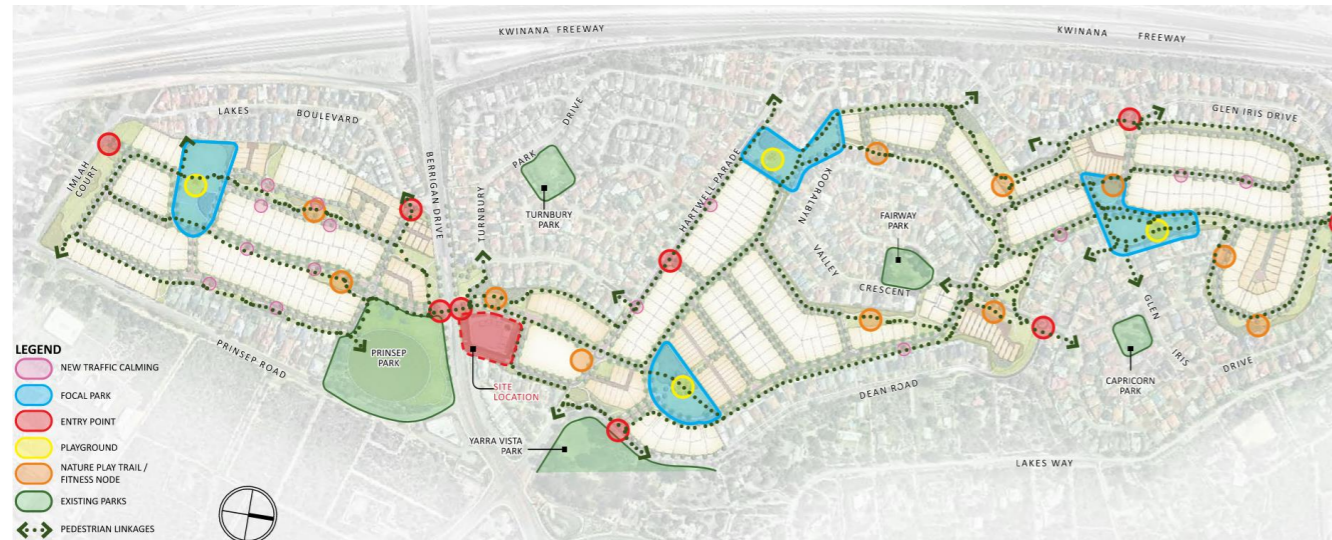 KWINANA FREEWAY
KWINANA FREEWAY
LAKES BOULEVARD
GLEN IRIS DRIVE
IMLAH
COURT
BERRIGAN DRIVE
TURNBURY
PARK
DRIVE
TURNBURY
PARK
HARTWELL PARADE
KOORALBYN
VALLEY
CRESCENT
FAIRWAY
PARK
GLEN
IRIS
DRIVE
CAPRICORN
PARK
PRINSEP ROAD
PRINSEP
PARK
SITE
LOCATION
YARRA VISTA
PARK
DEAN ROAD
LAKES WAY
LEGEND
NEW TRAFFIC CALMING
FOCAL PARK
ENTRY POINT
PLAYGROUND
NATURE PLAY TRAIL /
FITNESS NODE
EXISTING PARKS
PEDESTRIAN LINKAGES